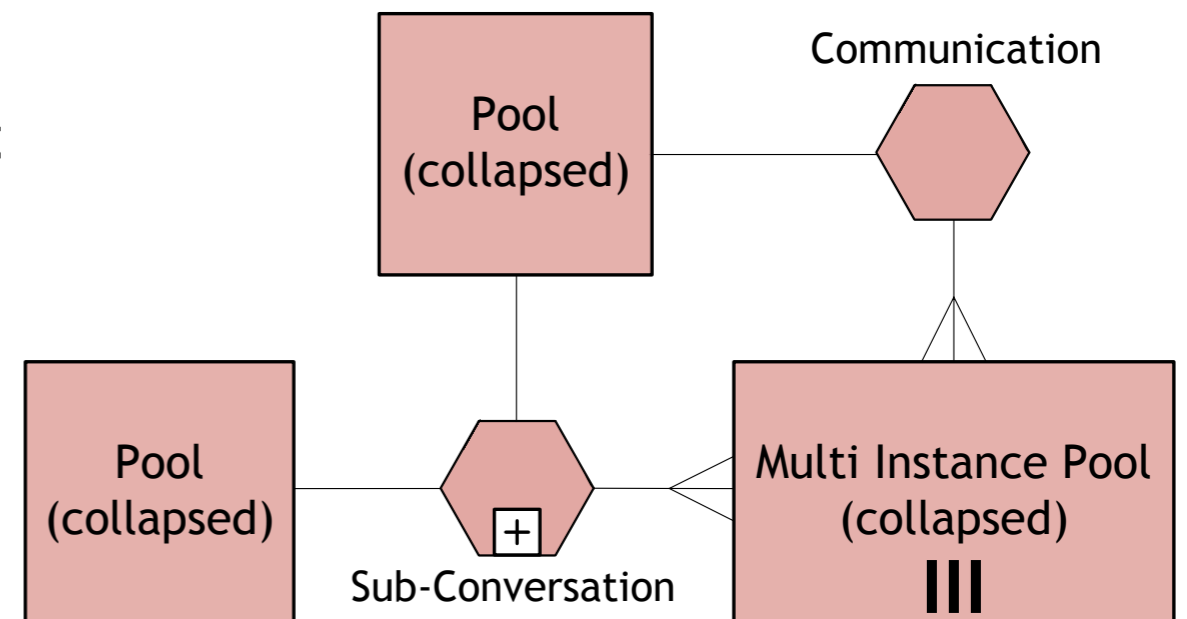 Communication
Pool
(collapsed)
Pool
(collapsed)
Multi Instance Pool
(collapsed)
+
Sub-Conversation